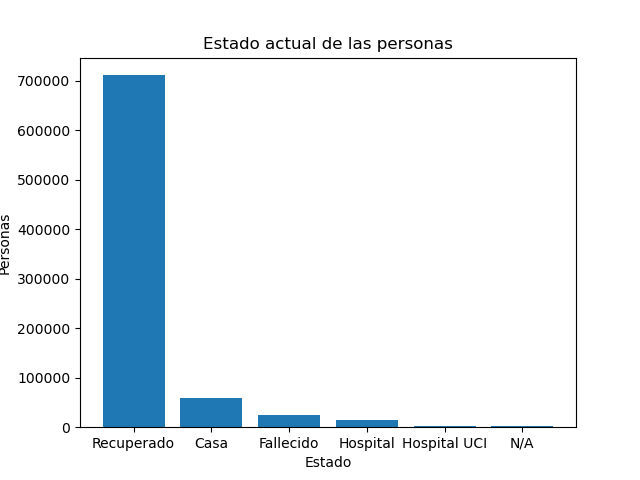 Estado actual de las personas
700000
600000
500000
400000
300000
200000
100000
0
Personas
Recuperado Casa Fallecido Hospital Hospital UCI N/A
Estado